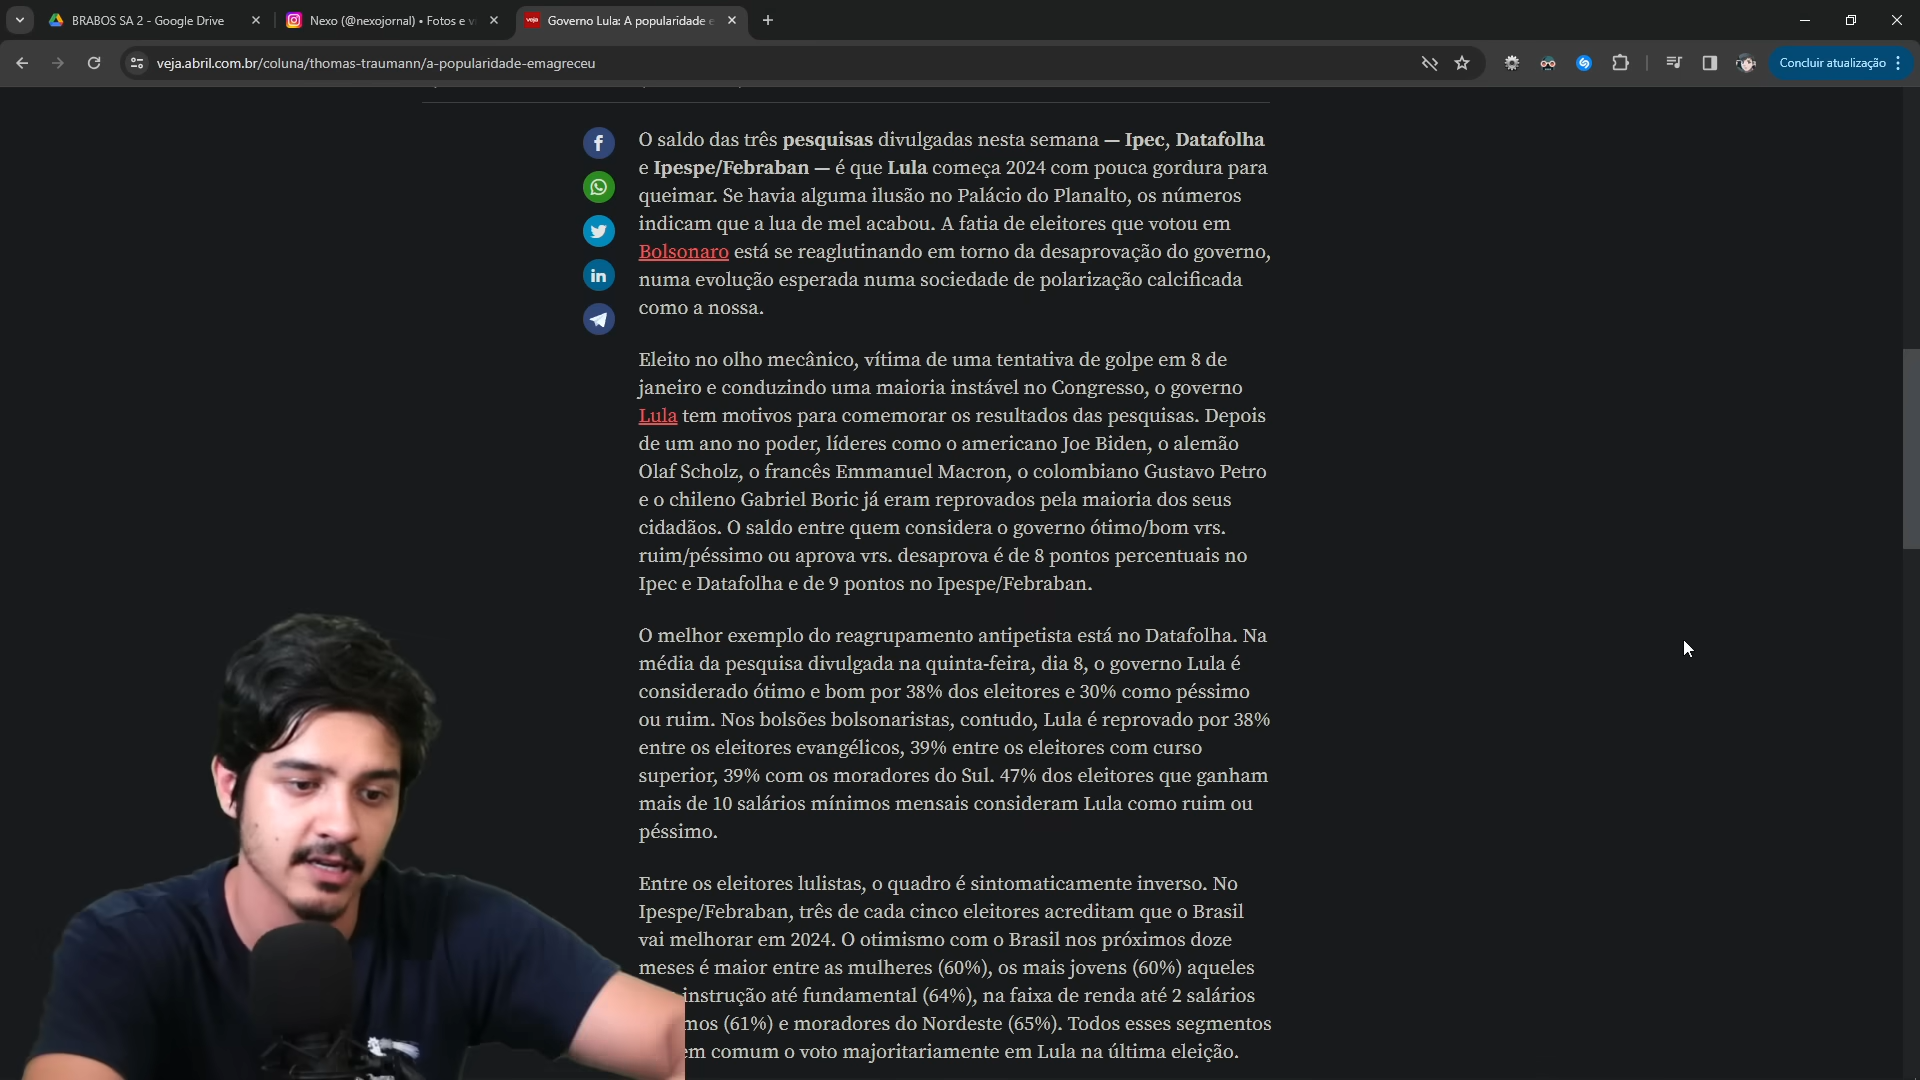 BRABOS SA 2 - Google Drive
Nexo (@nexojornal) • Fotos e v
veja
Governo Lula: A popularidade e
veja.abril.com.br/coluna/thomas-traumann/a-popularidade-emagreceu
Concluir atualização
O saldo das três pesquisas divulgadas nesta semana — Ipec, Datafolha
e Ipespe/Febraban — é que Lula começa 2024 com pouca gordura para
queimar. Se havia alguma ilusão no Palácio do Planalto, os números
indicam que a lua de mel acabou. A fatia de eleitores que votou em
Bolsonaro está se reaglutinando em torno da desaprovação do governo,
numa evolução esperada numa sociedade de polarização calcificada
como a nossa.
Eleito no olho mecânico, vítima de uma tentativa de golpe em 8 de
janeiro e conduzindo uma maioria instável no Congresso, o governo
Lula tem motivos para comemorar os resultados das pesquisas. Depois
de um ano no poder, líderes como o americano Joe Biden, o alemão
Olaf Scholz, o francês Emmanuel Macron, o colombiano Gustavo Petro
e o chileno Gabriel Boric já eram reprovados pela maioria dos seus
cidadãos. O saldo entre quem considera o governo ótimo/bom vrs.
ruim/péssimo ou aprova vrs. desaprova é de 8 pontos percentuais no
Ipec e Datafolha e de 9 pontos no Ipespe/Febraban.
O melhor exemplo do reagrupamento antipetista está no Datafolha. Na
média da pesquisa divulgada na quinta-feira, dia 8, o governo Lula é
considerado ótimo e bom por 38% dos eleitores e 30% como péssimo
ou ruim. Nos bolsões bolsonaristas, contudo, Lula é reprovado por 38%
entre os eleitores evangélicos, 39% entre os eleitores com curso
superior, 39% com os moradores do Sul. 47% dos eleitores que ganham
mais de 10 salários mínimos mensais consideram Lula como ruim ou
péssimo.
Entre os eleitores lulistas, o quadro é sintomaticamente inverso. No
Ipespe/Febraban, três de cada cinco eleitores acreditam que o Brasil
vai melhorar em 2024. O otimismo com o Brasil nos próximos doze
meses é maior entre as mulheres (60%), os mais jovens (60%) aqueles
instrução até fundamental (64%), na faixa de renda até 2 salários
mos (61%) e moradores do Nordeste (65%). Todos esses segmentos
em comum o voto majoritariamente em Lula na última eleição.